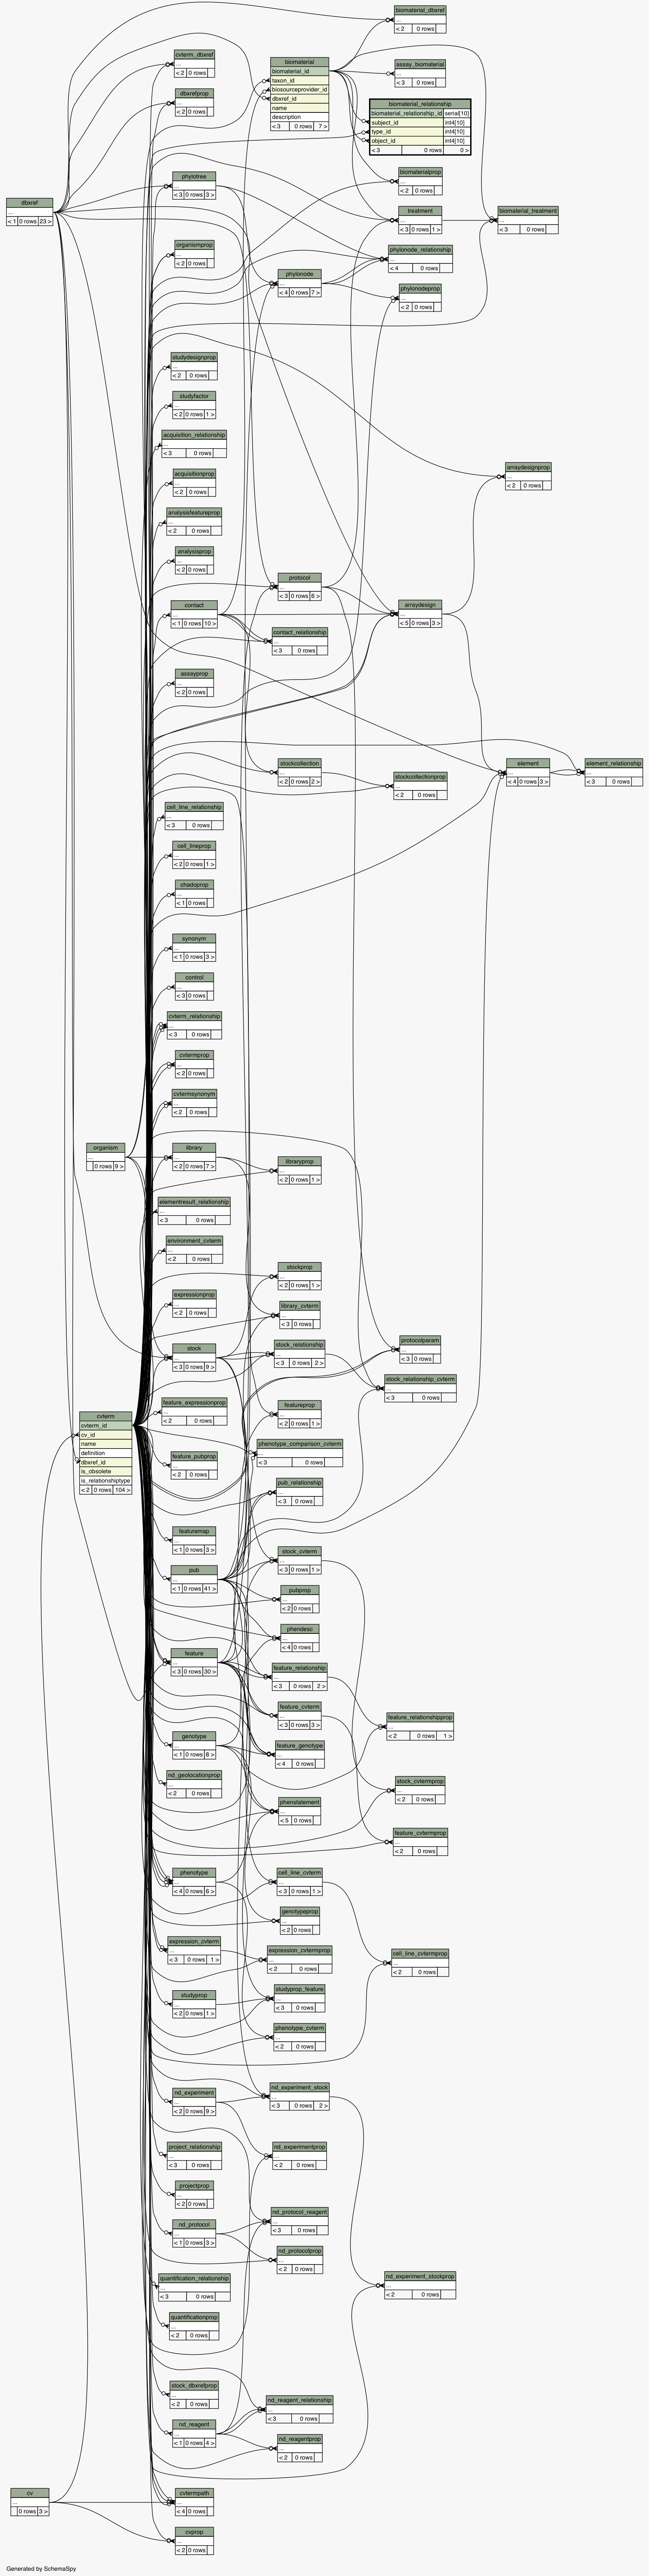 biomaterial_dbxref
...
< 2 0 rows
cvterm_dbxref
...
< 2 0 rows
biomaterial
biomaterial_id
taxon_id
biosourceprovider_id
dbxref_id
name
description
< 3 0 rows 7 >
assay_biomaterial
...
< 3 0 rows
dbxrefprop
...
< 2 0 rows
biomaterial_relationship
biomaterial_relationship_id serial[10]
subject_id int4[10]
type_id int4[10]
object_id int4[10]
< 3 0 rows 0 >
phylotree
...
< 3 0 rows 3 >
biomaterialprop
...
< 2 0 rows
dbxref
...
< 1 0 rows 23 >
treatment
...
< 3 0 rows 1 >
biomaterial_treatment
...
< 3 0 rows
organismprop
...
< 2 0 rows
phylonode_relationship
...
< 4 0 rows
phylonode
...
< 4 0 rows 7 >
phylonodeprop
...
< 2 0 rows
studydesignprop
...
< 2 0 rows
studyfactor
...
< 2 0 rows 1 >
acquisition_relationship
...
< 3 0 rows
acquisitionprop
...
< 2 0 rows
arraydesignprop
...
< 2 0 rows
analysisfeatureprop
...
< 2 0 rows
analysisprop
...
< 2 0 rows
protocol
...
< 3 0 rows 6 >
contact
...
< 1 0 rows 10 >
arraydesign
...
< 5 0 rows 3 >
contact_relationship
...
< 3 0 rows
assayprop
...
< 2 0 rows
stockcollection
...
< 2 0 rows 2 >
stockcollectionprop
...
< 2 0 rows
element
...
< 4 0 rows 3 >
element_relationship
...
< 3 0 rows
cell_line_relationship
...
< 3 0 rows
cell_lineprop
...
< 2 0 rows 1 >
chadoprop
...
< 1 0 rows
synonym
...
< 1 0 rows 3 >
control
...
< 3 0 rows
cvterm_relationship
...
< 3 0 rows
cvtermprop
...
< 2 0 rows
cvtermsynonym
...
< 2 0 rows
organism
...
0 rows 9 >
library
...
< 2 0 rows 7 >
libraryprop
...
< 2 0 rows 1 >
elementresult_relationship
...
< 3 0 rows
environment_cvterm
...
< 2 0 rows
stockprop
...
< 2 0 rows 1 >
expressionprop
...
< 2 0 rows
library_cvterm
...
< 3 0 rows
stock
...
< 3 0 rows 9 >
stock_relationship
...
< 3 0 rows 2 >
protocolparam
...
< 3 0 rows
stock_relationship_cvterm
...
< 3 0 rows
cvterm
cvterm_id
cv_id
name
definition
dbxref_id
is_obsolete
is_relationshiptype
< 2 0 rows 104 >
feature_expressionprop
...
< 2 0 rows
featureprop
...
< 2 0 rows 1 >
feature_pubprop
...
< 2 0 rows
phenotype_comparison_cvterm
...
< 3 0 rows
pub_relationship
...
< 3 0 rows
featuremap
...
< 1 0 rows 3 >
pub
...
< 1 0 rows 41 >
stock_cvterm
...
< 3 0 rows 1 >
pubprop
...
< 2 0 rows
phendesc
...
< 4 0 rows
feature
...
< 3 0 rows 30 >
feature_relationship
...
< 3 0 rows 2 >
feature_cvterm
...
< 3 0 rows 3 >
feature_relationshipprop
...
< 2 0 rows 1 >
genotype
...
< 1 0 rows 8 >
feature_genotype
...
< 4 0 rows
nd_geolocationprop
...
< 2 0 rows
stock_cvtermprop
...
< 2 0 rows
phenstatement
...
< 5 0 rows
feature_cvtermprop
...
< 2 0 rows
phenotype
...
< 4 0 rows 6 >
cell_line_cvterm
...
< 3 0 rows 1 >
genotypeprop
...
< 2 0 rows
expression_cvterm
...
< 3 0 rows 1 >
expression_cvtermprop
...
< 2 0 rows
cell_line_cvtermprop
...
< 2 0 rows
studyprop
...
< 2 0 rows 1 >
studyprop_feature
...
< 3 0 rows
phenotype_cvterm
...
< 2 0 rows
nd_experiment
...
< 2 0 rows 9 >
nd_experiment_stock
...
< 3 0 rows 2 >
project_relationship
...
< 3 0 rows
nd_experimentprop
...
< 2 0 rows
projectprop
...
< 2 0 rows
nd_protocol
...
< 1 0 rows 3 >
nd_protocol_reagent
...
< 3 0 rows
nd_protocolprop
...
< 2 0 rows
quantification_relationship
...
< 3 0 rows
nd_experiment_stockprop
...
< 2 0 rows
quantificationprop
...
< 2 0 rows
stock_dbxrefprop
...
< 2 0 rows
nd_reagent_relationship
...
< 3 0 rows
nd_reagent
...
< 1 0 rows 4 >
nd_reagentprop
...
< 2 0 rows
cv
...
0 rows 3 >
cvtermpath
...
< 4 0 rows
cvprop
...
< 2 0 rows
Generated by SchemaSpy